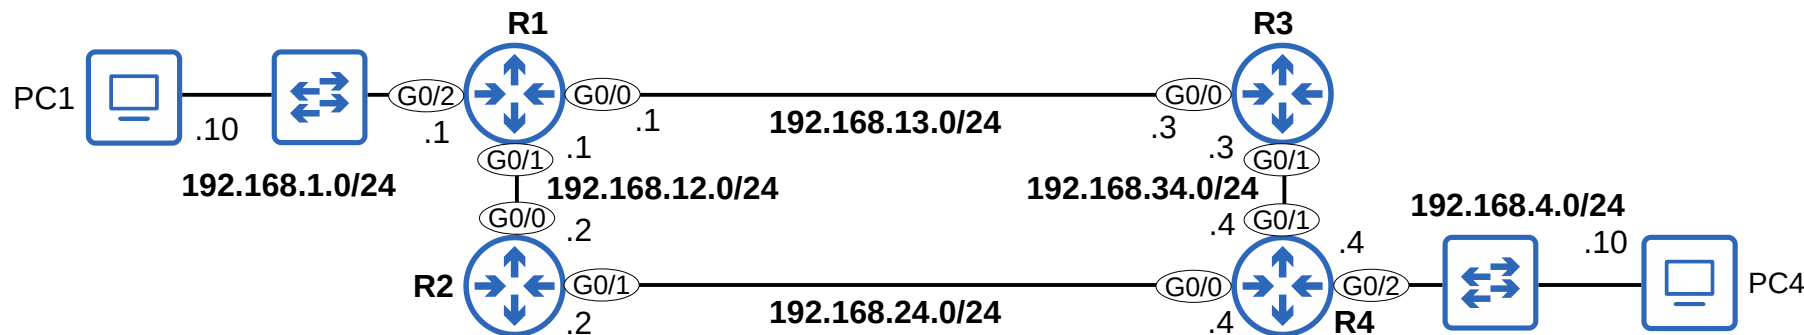 R1
R3
PC1
G0/2
G0/0
G0/0
.10
.1
.1
192.168.13.0/24
.3
G0/1
.1
.3
G0/1
192.168.1.0/24
192.168.12.0/24
192.168.34.0/24
192.168.4.0/24
G0/0
.2
.4
G0/1
.4
.10
R2
G0/1
G0/0
G0/2
PC4
.2
192.168.24.0/24
.4
R4